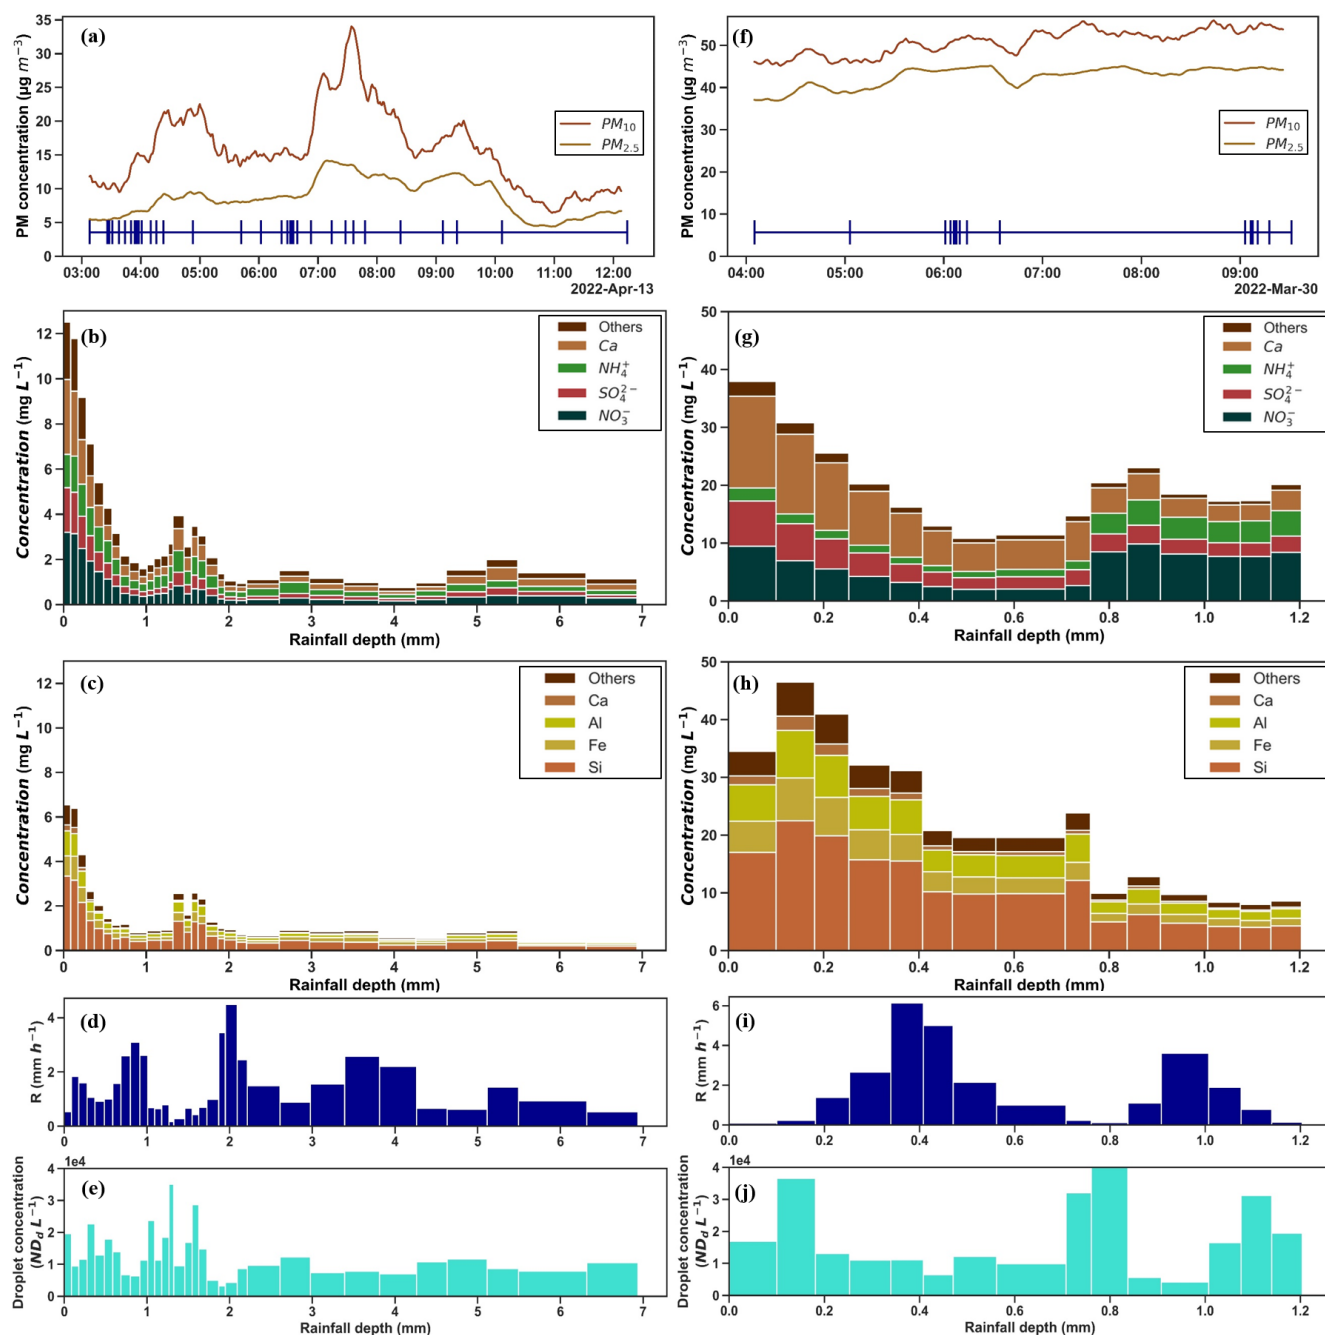 (a)
PM concentration (μg m⁻³)
35
30
25
20
15
10
5
0
PM₁₀
PM₂.₅
03:00 04:00 05:00 06:00 07:00 08:00 09:00 10:00 11:00 12:00
2022-Apr-13
(f)
PM concentration (μg m⁻³)
50
40
30
20
10
0
PM₁₀
PM₂.₅
04:00 05:00 06:00 07:00 08:00 09:00
2022-Mar-30
(b)
Concentration (mg L⁻¹)
12
10
8
6
4
2
0
Others
Ca
NH₄⁺
SO₄²⁻
NO₃⁻
0 1 2 3 4 5 6 7
Rainfall depth (mm)
(g)
Concentration (mg L⁻¹)
50
40
30
20
10
0
Others
Ca
NH₄⁺
SO₄²⁻
NO₃⁻
0.0 0.2 0.4 0.6 0.8 1.0 1.2
Rainfall depth (mm)
(c)
Concentration (mg L⁻¹)
12
10
8
6
4
2
0
Others
Ca
Al
Fe
Si
0 1 2 3 4 5 6 7
Rainfall depth (mm)
(h)
Concentration (mg L⁻¹)
50
40
30
20
10
0
Others
Ca
Al
Fe
Si
0.0 0.2 0.4 0.6 0.8 1.0 1.2
Rainfall depth (mm)
(d)
R (mm h⁻¹)
4
2
0
0 1 2 3 4 5 6 7
(i)
R (mm h⁻¹)
6
4
2
0
0.0 0.2 0.4 0.6 0.8 1.0 1.2
(e)
1e4
Droplet concentration
(ND_d L⁻¹)
4
3
2
1
0
0 1 2 3 4 5 6 7
Rainfall depth (mm)
(j)
1e4
Droplet concentration
(ND_d L⁻¹)
4
3
2
1
0
0.0 0.2 0.4 0.6 0.8 1.0 1.2
Rainfall depth (mm)